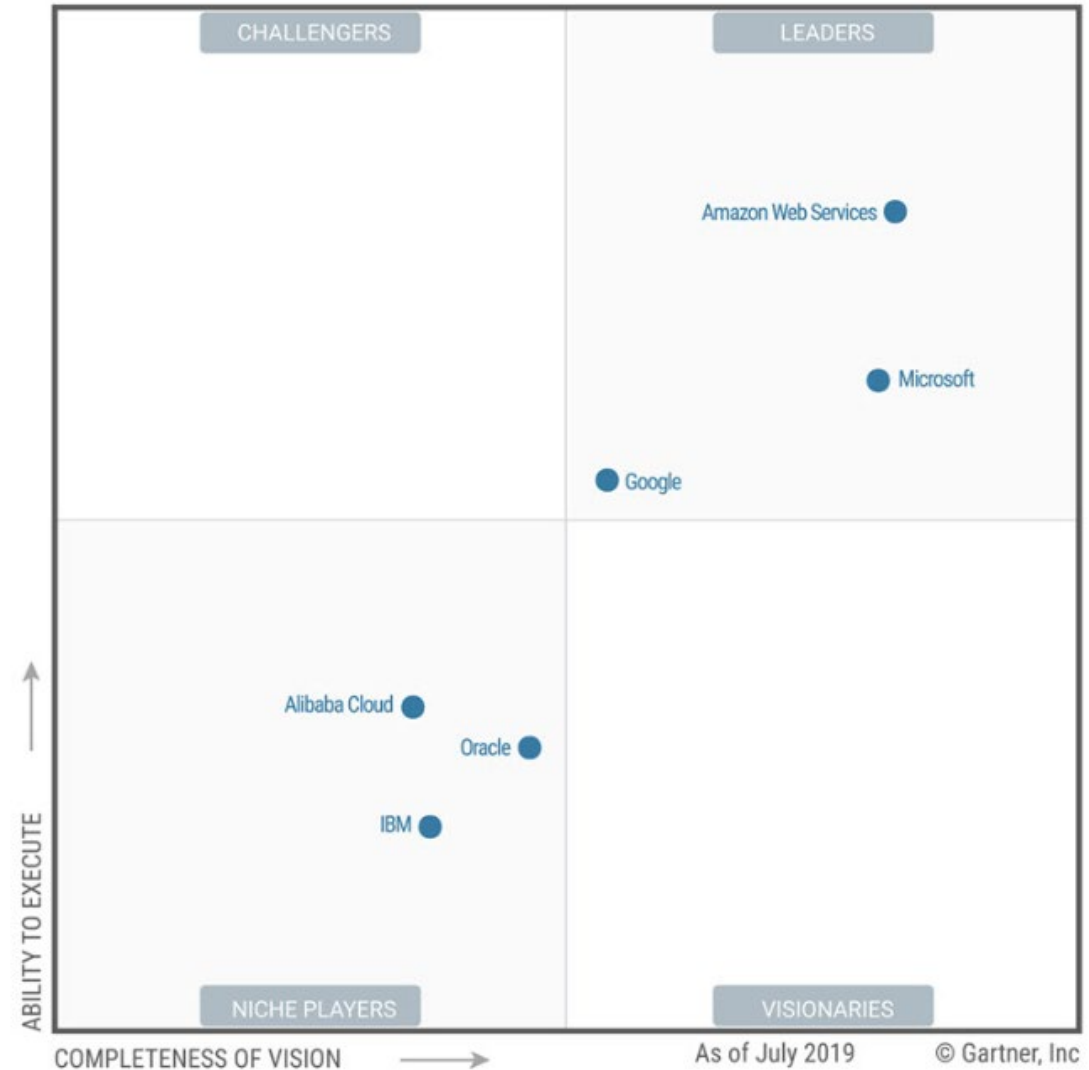 CHALLENGERS
LEADERS
Amazon Web Services
Microsoft
Google
Alibaba Cloud
Oracle
IBM
ABILITY TO EXECUTE
NICHE PLAYERS
VISIONARIES
COMPLETENESS OF VISION
As of July 2019
© Gartner, Inc